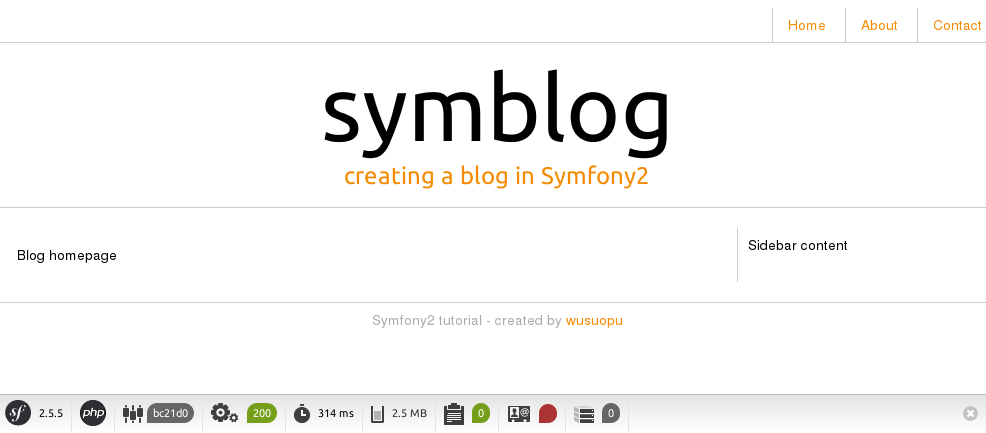 Home About Contact
symblog
creating a blog in Symfony2
Blog homepage
Sidebar content
Symfony2 tutorial - created by wusuopu
sf 2.5.5 php bc21d0 200 314 ms 2.5 MB 0 @ 0